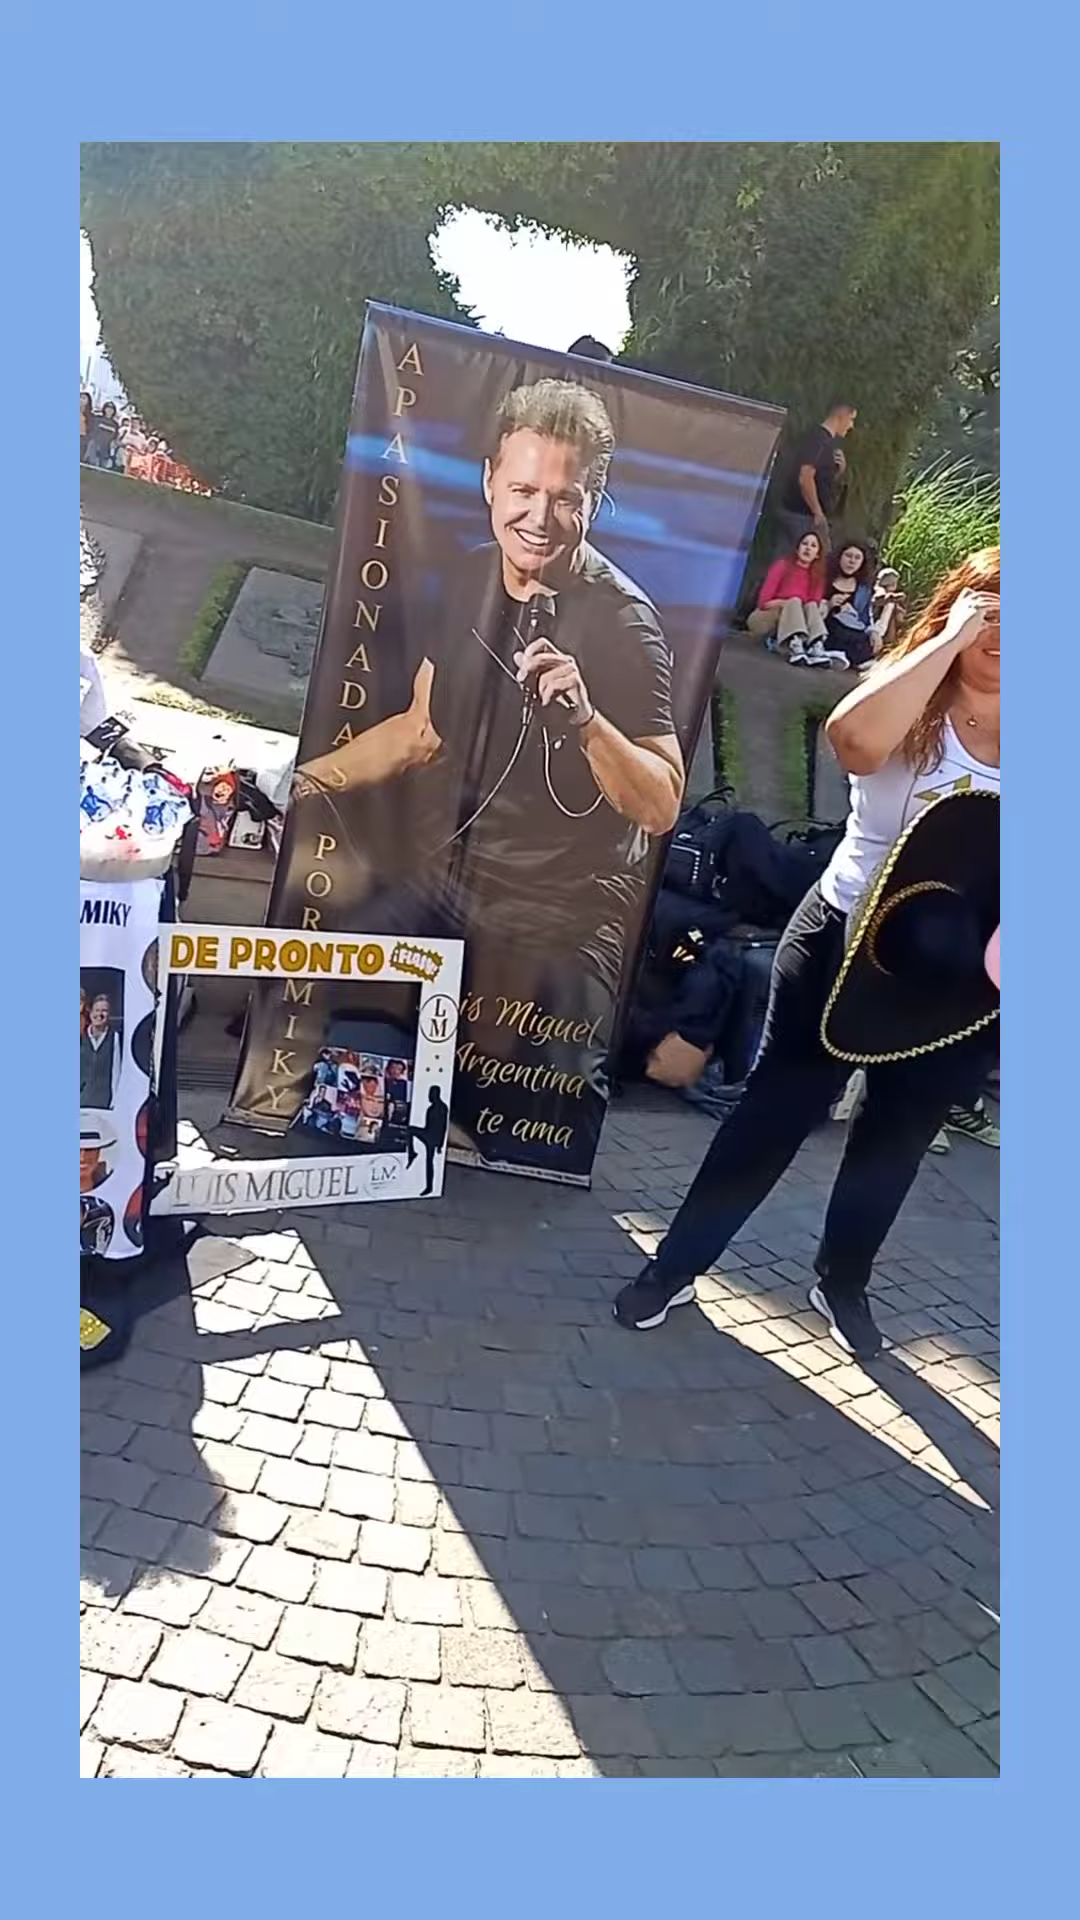 APASIONADAS POR MIKY
MIKY
DE PRONTO ¡FLASH!
LM
is Miguel
Argentina
te ama
LUIS MIGUEL LM